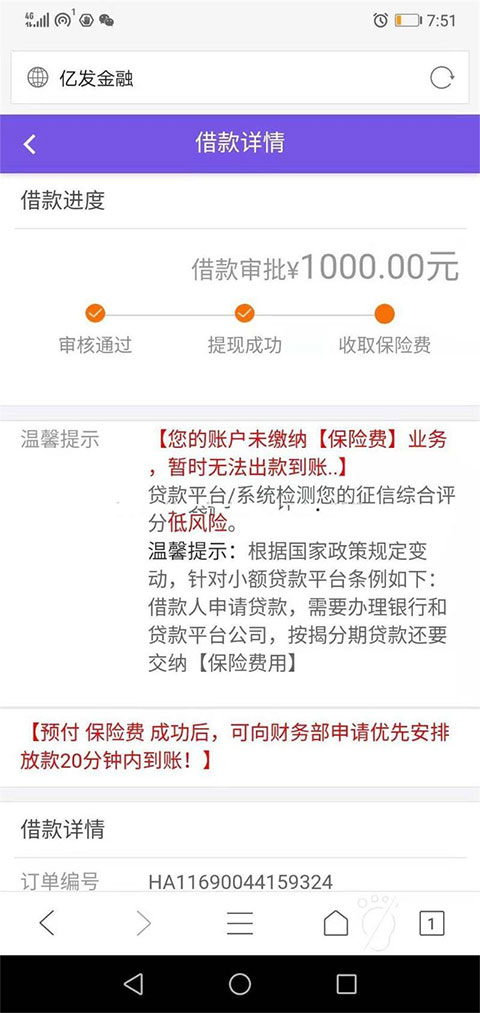 4G 1 7:51
亿发金融
借款详情
借款进度
借款审批¥1000.00元
审核通过 提现成功 收取保险费
温馨提示 【您的账户未缴纳【保险费】业务
，暂时无法出款到账..】
贷款平台/系统检测您的征信综合评
分低风险。
温馨提示：根据国家政策规定变
动，针对小额贷款平台条例如下：
借款人申请贷款，需要办理银行和
贷款平台公司，按揭分期贷款还要
交纳【保险费用】
【预付 保险费 成功后，可向财务部申请优先安排
放款20分钟内到账！】
借款详情
订单编号 HA11690044159324
1